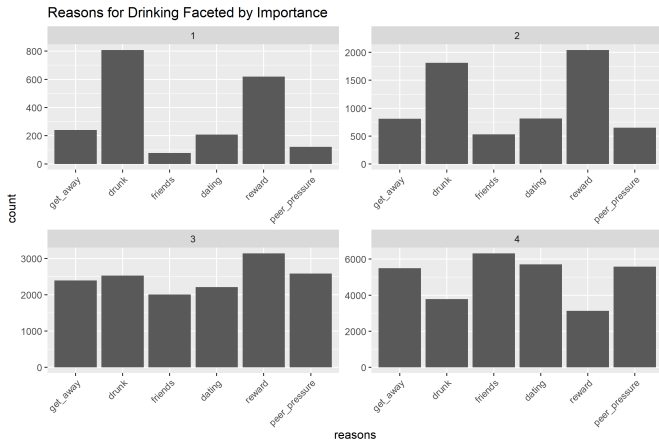 Reasons for Drinking Faceted by Importance
1
800
600
400
200
0
get_away
drunk
friends
dating
reward
peer_pressure
2
2000
1500
1000
500
0
get_away
drunk
friends
dating
reward
peer_pressure
count
3
3000
2000
1000
0
get_away
drunk
friends
dating
reward
peer_pressure
4
6000
4000
2000
0
get_away
drunk
friends
dating
reward
peer_pressure
reasons